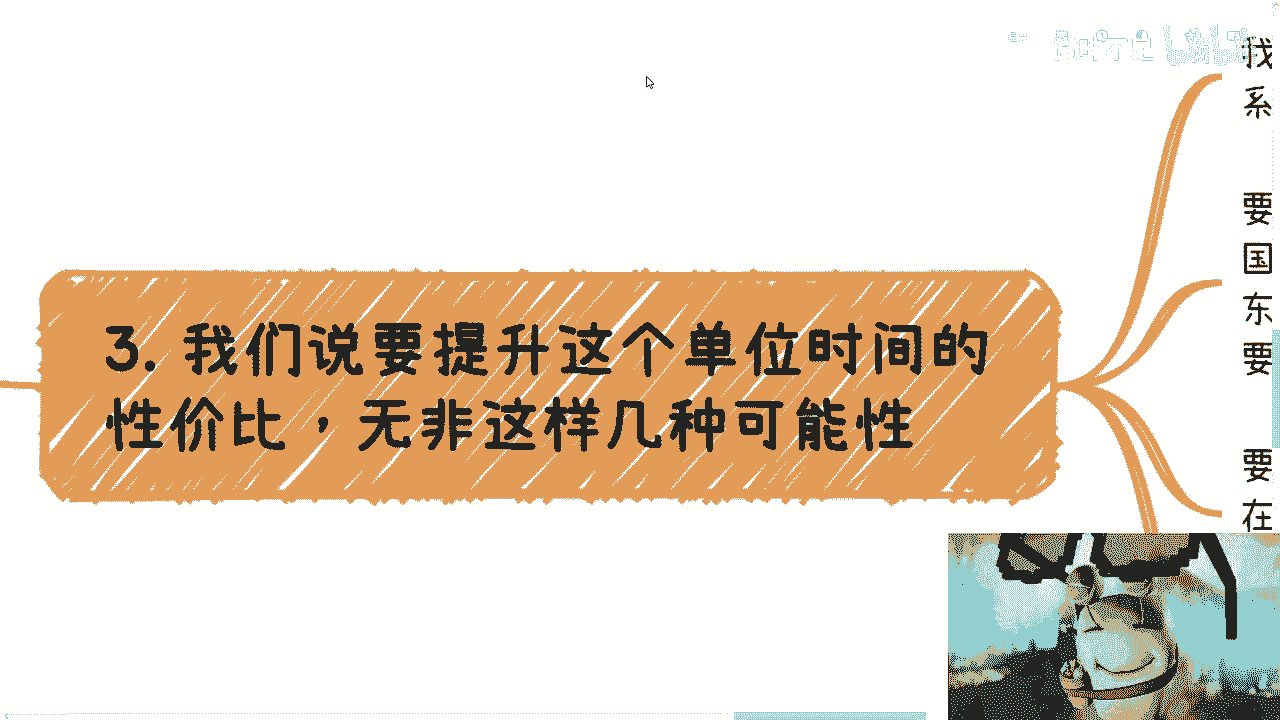 3. 我们说要提升这个单位时间的
性价比，无非这样几种可能性
我
系
要
国
东
要
要
在